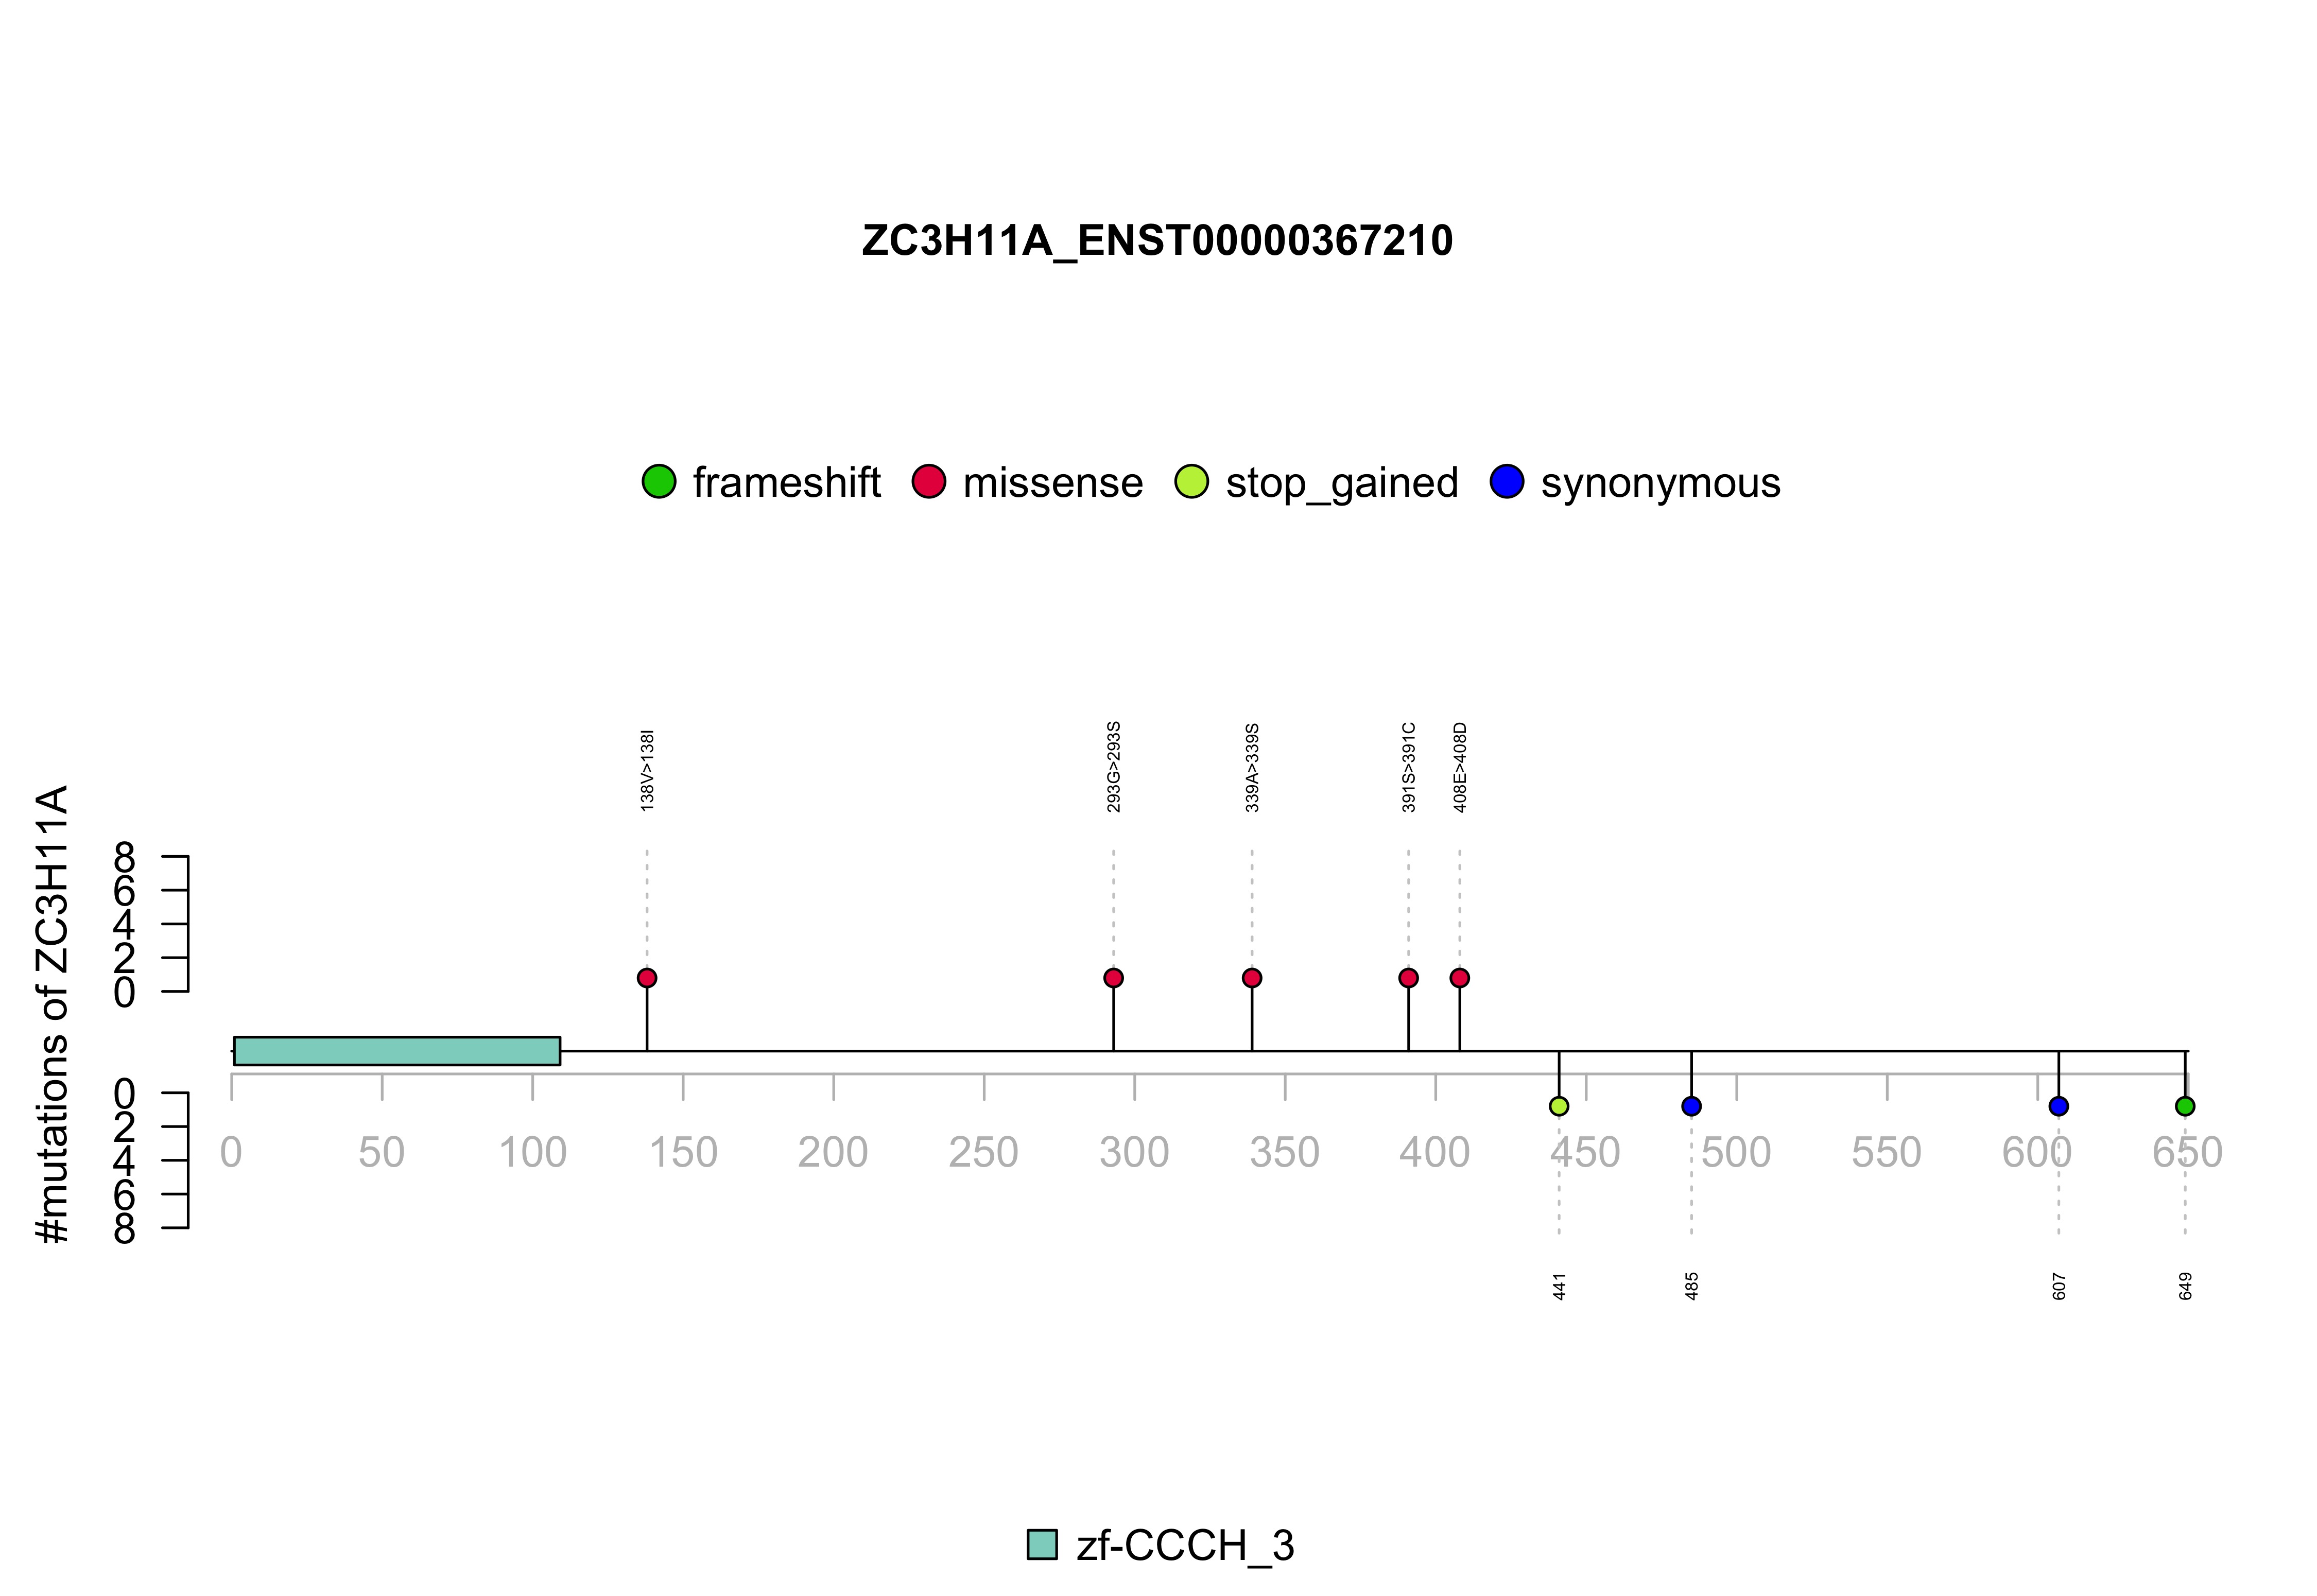 ZC3H11A_ENST00000367210
frameshift missense stop_gained synonymous
138V>138I 293G>293S 339A>339S 391S>391C 408E>408D
#mutations of ZC3H11A
8
6
4
2
0
0
2
4
6
8
0 50 100 150 200 250 300 350 400 450 500 550 600 650
441 485 607 649
zf-CCCH_3